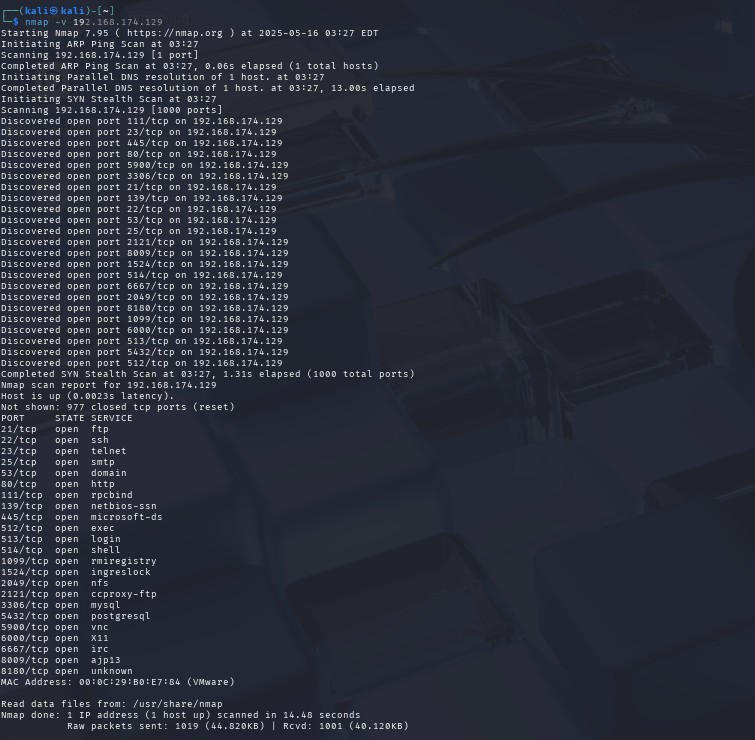 ┌──(kali㉿kali)-[~]
└─$ nmap -v 192.168.174.129
Starting Nmap 7.95 ( https://nmap.org ) at 2025-05-16 03:27 EDT
Initiating ARP Ping Scan at 03:27
Scanning 192.168.174.129 [1 port]
Completed ARP Ping Scan at 03:27, 0.06s elapsed (1 total hosts)
Initiating Parallel DNS resolution of 1 host. at 03:27
Completed Parallel DNS resolution of 1 host. at 03:27, 13.00s elapsed
Initiating SYN Stealth Scan at 03:27
Scanning 192.168.174.129 [1000 ports]
Discovered open port 111/tcp on 192.168.174.129
Discovered open port 23/tcp on 192.168.174.129
Discovered open port 445/tcp on 192.168.174.129
Discovered open port 80/tcp on 192.168.174.129
Discovered open port 5900/tcp on 192.168.174.129
Discovered open port 3306/tcp on 192.168.174.129
Discovered open port 21/tcp on 192.168.174.129
Discovered open port 139/tcp on 192.168.174.129
Discovered open port 22/tcp on 192.168.174.129
Discovered open port 53/tcp on 192.168.174.129
Discovered open port 25/tcp on 192.168.174.129
Discovered open port 2121/tcp on 192.168.174.129
Discovered open port 8009/tcp on 192.168.174.129
Discovered open port 1524/tcp on 192.168.174.129
Discovered open port 514/tcp on 192.168.174.129
Discovered open port 6667/tcp on 192.168.174.129
Discovered open port 2049/tcp on 192.168.174.129
Discovered open port 8180/tcp on 192.168.174.129
Discovered open port 1099/tcp on 192.168.174.129
Discovered open port 6000/tcp on 192.168.174.129
Discovered open port 513/tcp on 192.168.174.129
Discovered open port 5432/tcp on 192.168.174.129
Discovered open port 512/tcp on 192.168.174.129
Completed SYN Stealth Scan at 03:27, 1.31s elapsed (1000 total ports)
Nmap scan report for 192.168.174.129
Host is up (0.0023s latency).
Not shown: 977 closed tcp ports (reset)
PORT     STATE SERVICE
21/tcp   open  ftp
22/tcp   open  ssh
23/tcp   open  telnet
25/tcp   open  smtp
53/tcp   open  domain
80/tcp   open  http
111/tcp  open  rpcbind
139/tcp  open  netbios-ssn
445/tcp  open  microsoft-ds
512/tcp  open  exec
513/tcp  open  login
514/tcp  open  shell
1099/tcp open  rmiregistry
1524/tcp open  ingreslock
2049/tcp open  nfs
2121/tcp open  ccproxy-ftp
3306/tcp open  mysql
5432/tcp open  postgresql
5900/tcp open  vnc
6000/tcp open  X11
6667/tcp open  irc
8009/tcp open  ajp13
8180/tcp open  unknown
MAC Address: 00:0C:29:B0:E7:84 (VMware)
Read data files from: /usr/share/nmap
Nmap done: 1 IP address (1 host up) scanned in 14.48 seconds
Raw packets sent: 1019 (44.820KB) | Rcvd: 1001 (40.120KB)